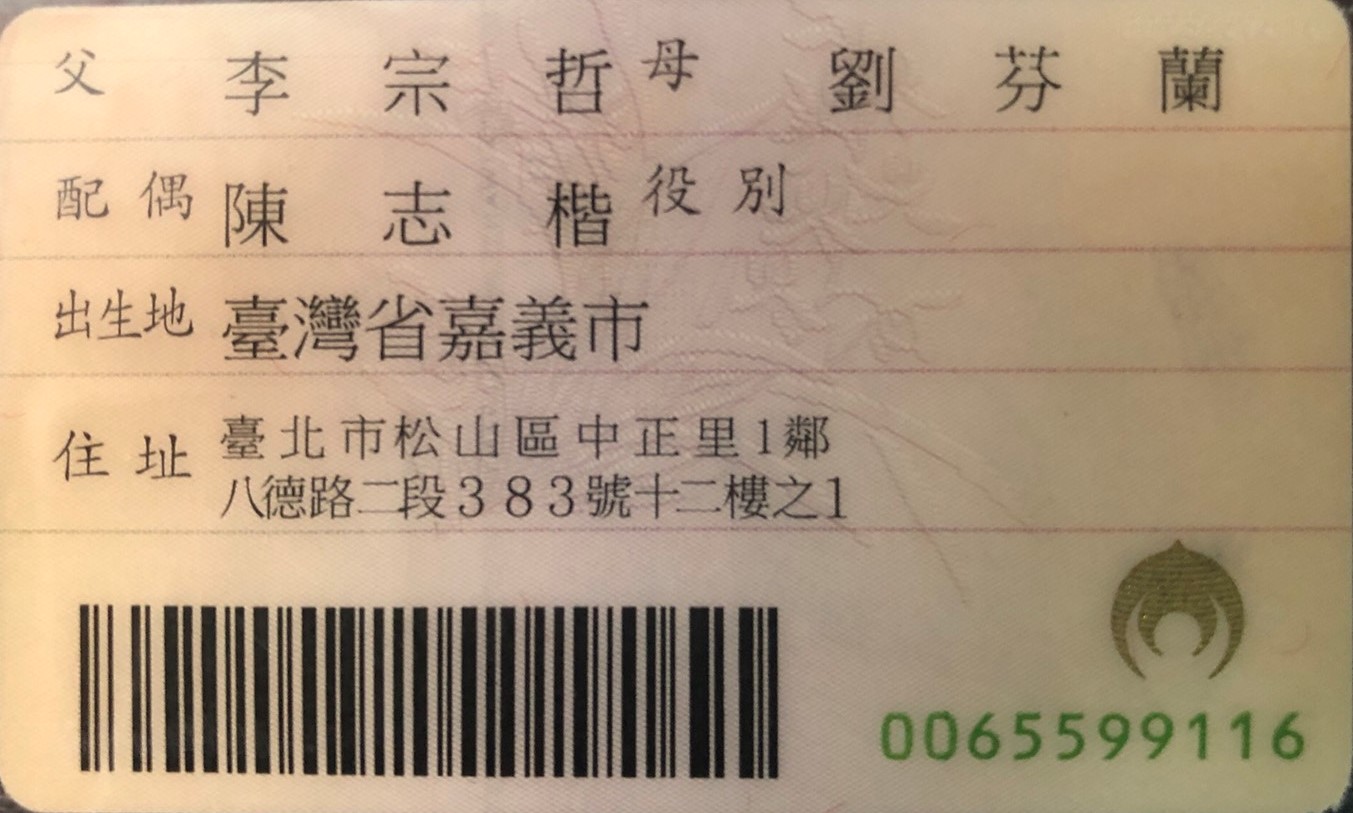 父 李宗哲 母 劉芬蘭
配偶 陳志楷 役別
出生地 臺灣省嘉義市
住址 臺北市松山區中正里1鄰
八德路二段383號十二樓之1
0065599116